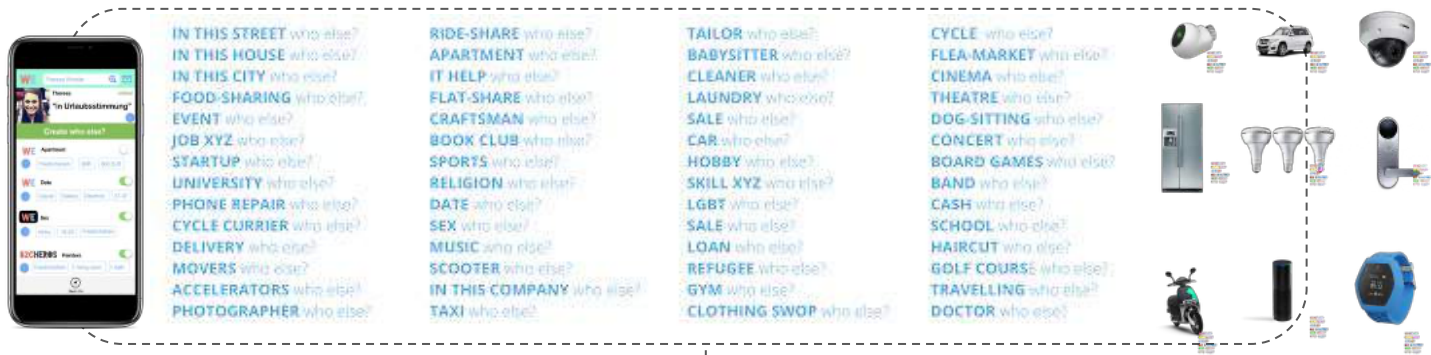 WE
Theresa
"in Urlaubsstimmung"
Create who else?
WE Apartment
WE Date
WE Sex
IN THIS STREET who else?
IN THIS HOUSE who else?
IN THIS CITY who else?
FOOD-SHARING who else?
EVENT who else?
JOB XYZ who else?
STARTUP who else?
UNIVERSITY who else?
PHONE REPAIR who else?
CYCLE CURRIER who else?
DELIVERY who else?
MOVERS who else?
ACCELERATORS who else?
PHOTOGRAPHER who else?
RIDE-SHARE who else?
APARTMENT who else?
IT HELP who else?
FLAT-SHARE who else?
CRAFTSMAN who else?
BOOK CLUB who else?
SPORTS who else?
RELIGION who else?
DATE who else?
SEX who else?
MUSIC who else?
SCOOTER who else?
IN THIS COMPANY who else?
TAXI who else?
TAILOR who else?
BABYSITTER who else?
CLEANER who else?
LAUNDRY who else?
SALE who else?
CAR who else?
HOBBY who else?
SKILL XYZ who else?
LGBT who else?
SALE who else?
LOAN who else?
REFUGEE who else?
GYM who else?
CLOTHING SWOP who else?
CYCLE who else?
FLEA-MARKET who else?
CINEMA who else?
THEATRE who else?
DOG-SITTING who else?
CONCERT who else?
BOARD GAMES who else?
BAND who else?
CASH who else?
SCHOOL who else?
HAIRCUT who else?
GOLF COURSE who else?
TRAVELLING who else?
DOCTOR who else?